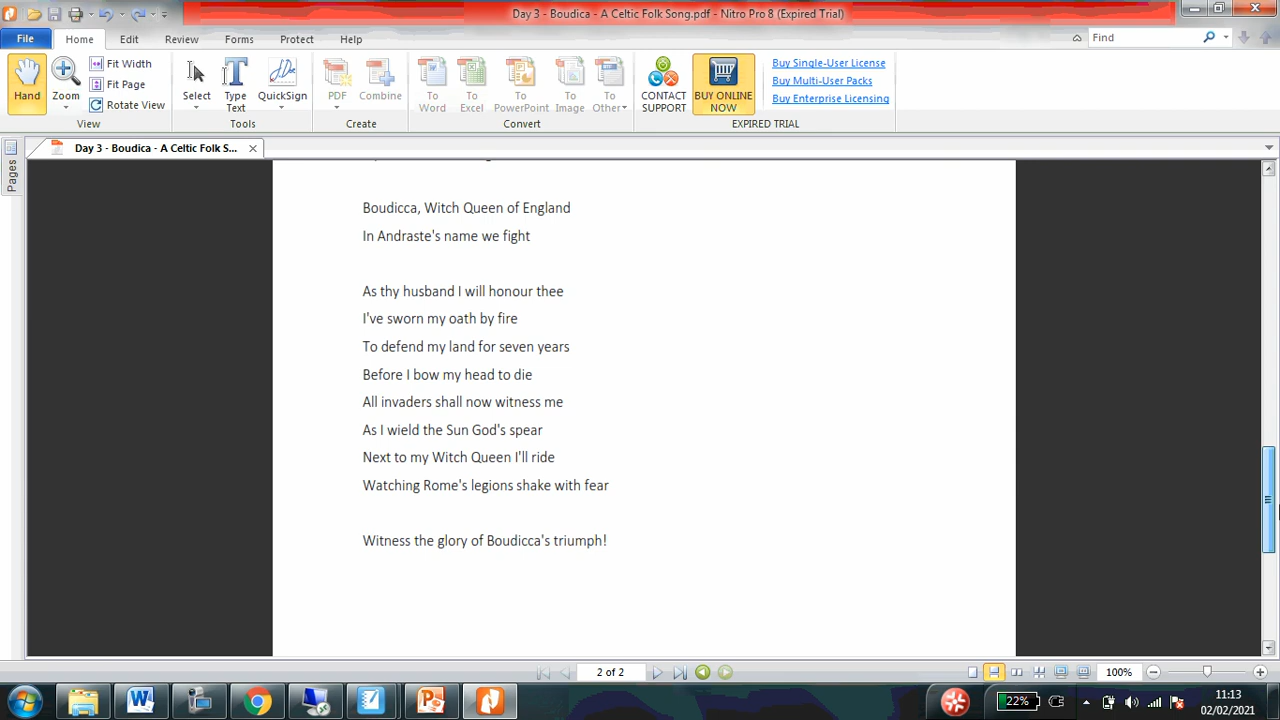 Day 3 - Boudica - A Celtic Folk Song.pdf - Nitro Pro 8 (Expired Trial)
File Home Edit Review Forms Protect Help Find
Hand Zoom Fit Width Fit Page Rotate View View
Select Type Text QuickSign Tools
PDF Combine Create
To Word To Excel To PowerPoint To Image To Other Convert
CONTACT SUPPORT BUY ONLINE NOW EXPIRED TRIAL
Buy Single-User License
Buy Multi-User Packs
Buy Enterprise Licensing
Day 3 - Boudica - A Celtic Folk S...
Pages
Boudicca, Witch Queen of England
In Andraste's name we fight
As thy husband I will honour thee
I've sworn my oath by fire
To defend my land for seven years
Before I bow my head to die
All invaders shall now witness me
As I wield the Sun God's spear
Next to my Witch Queen I'll ride
Watching Rome's legions shake with fear
Witness the glory of Boudicca's triumph!
2 of 2 100%
22% 11:13
02/02/2021